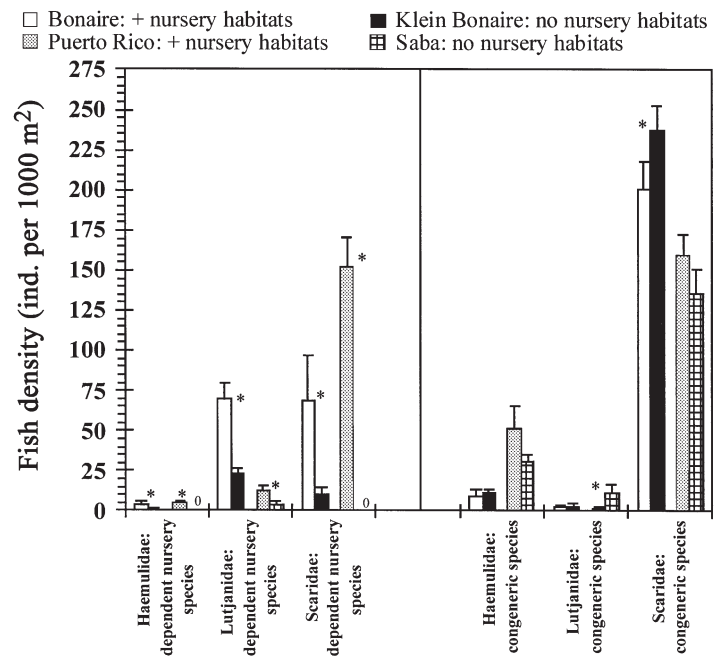 Bonaire: + nursery habitats
Klein Bonaire: no nursery habitats
Puerto Rico: + nursery habitats
Saba: no nursery habitats
Fish density (ind. per 1000 m2)
275
250
225
200
175
150
125
100
75
50
25
0
*
*
0
*
*
*
*
0
*
*
Haemulidae:
dependent nursery
species
Lutjanidae:
dependent nursery
species
Scaridae:
dependent nursery
species
Haemulidae:
congeneric species
Lutjanidae:
congeneric species
Scaridae:
congeneric species